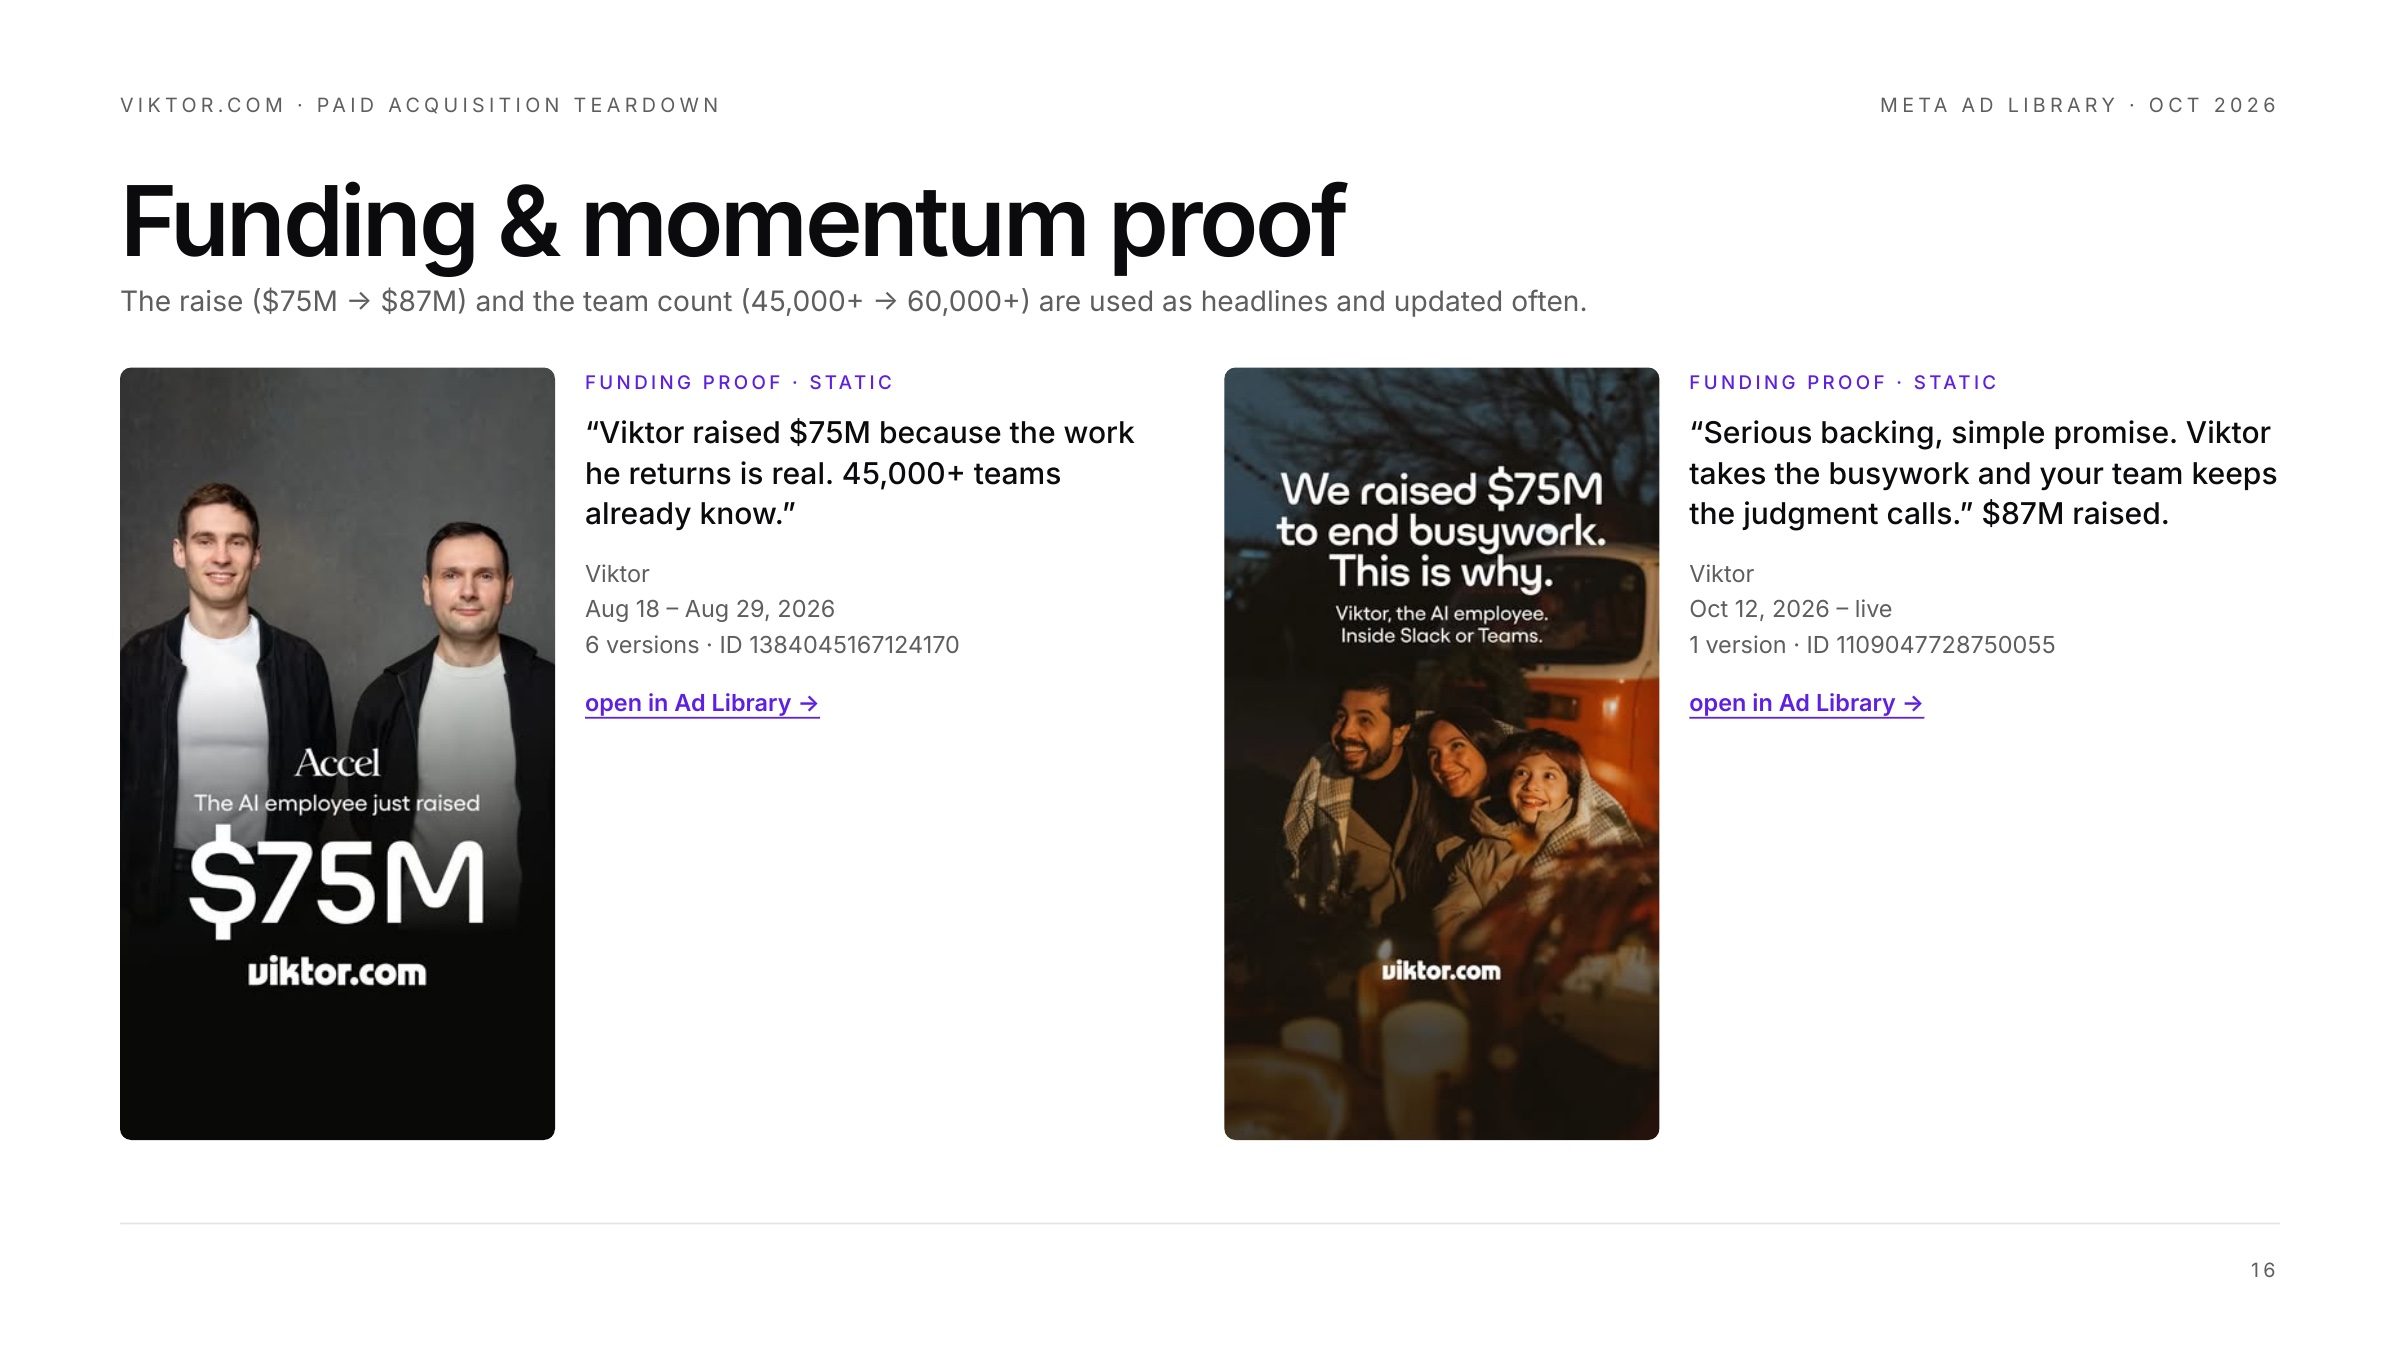 VIKTOR.COM · PAID ACQUISITION TEARDOWN
META AD LIBRARY · OCT 2026
Funding & momentum proof
The raise ($75M → $87M) and the team count (45,000+ → 60,000+) are used as headlines and updated often.
Accel
The AI employee just raised
$75M
viktor.com
FUNDING PROOF · STATIC
“Viktor raised $75M because the work
he returns is real. 45,000+ teams
already know.”
Viktor
Aug 18 – Aug 29, 2026
6 versions · ID 1384045167124170
open in Ad Library →
We raised $75M
to end busywork.
This is why.
Viktor, the AI employee.
Inside Slack or Teams.
viktor.com
FUNDING PROOF · STATIC
“Serious backing, simple promise. Viktor
takes the busywork and your team keeps
the judgment calls.” $87M raised.
Viktor
Oct 12, 2026 – live
1 version · ID 1109047728750055
open in Ad Library →
16